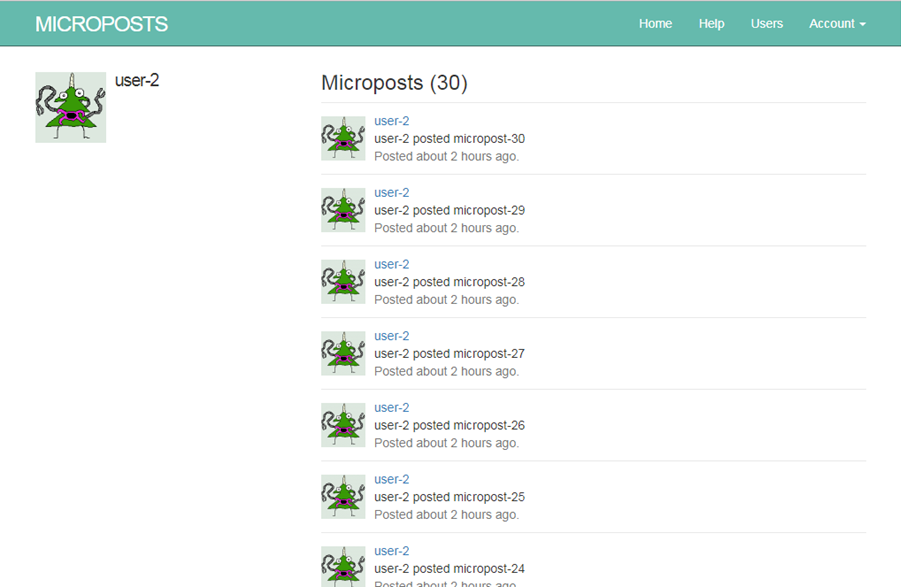 MICROPOSTS
Home Help Users Account
user-2
Microposts (30)
user-2
user-2 posted micropost-30
Posted about 2 hours ago.
user-2
user-2 posted micropost-29
Posted about 2 hours ago.
user-2
user-2 posted micropost-28
Posted about 2 hours ago.
user-2
user-2 posted micropost-27
Posted about 2 hours ago.
user-2
user-2 posted micropost-26
Posted about 2 hours ago.
user-2
user-2 posted micropost-25
Posted about 2 hours ago.
user-2
user-2 posted micropost-24
Posted about 2 hours ago.